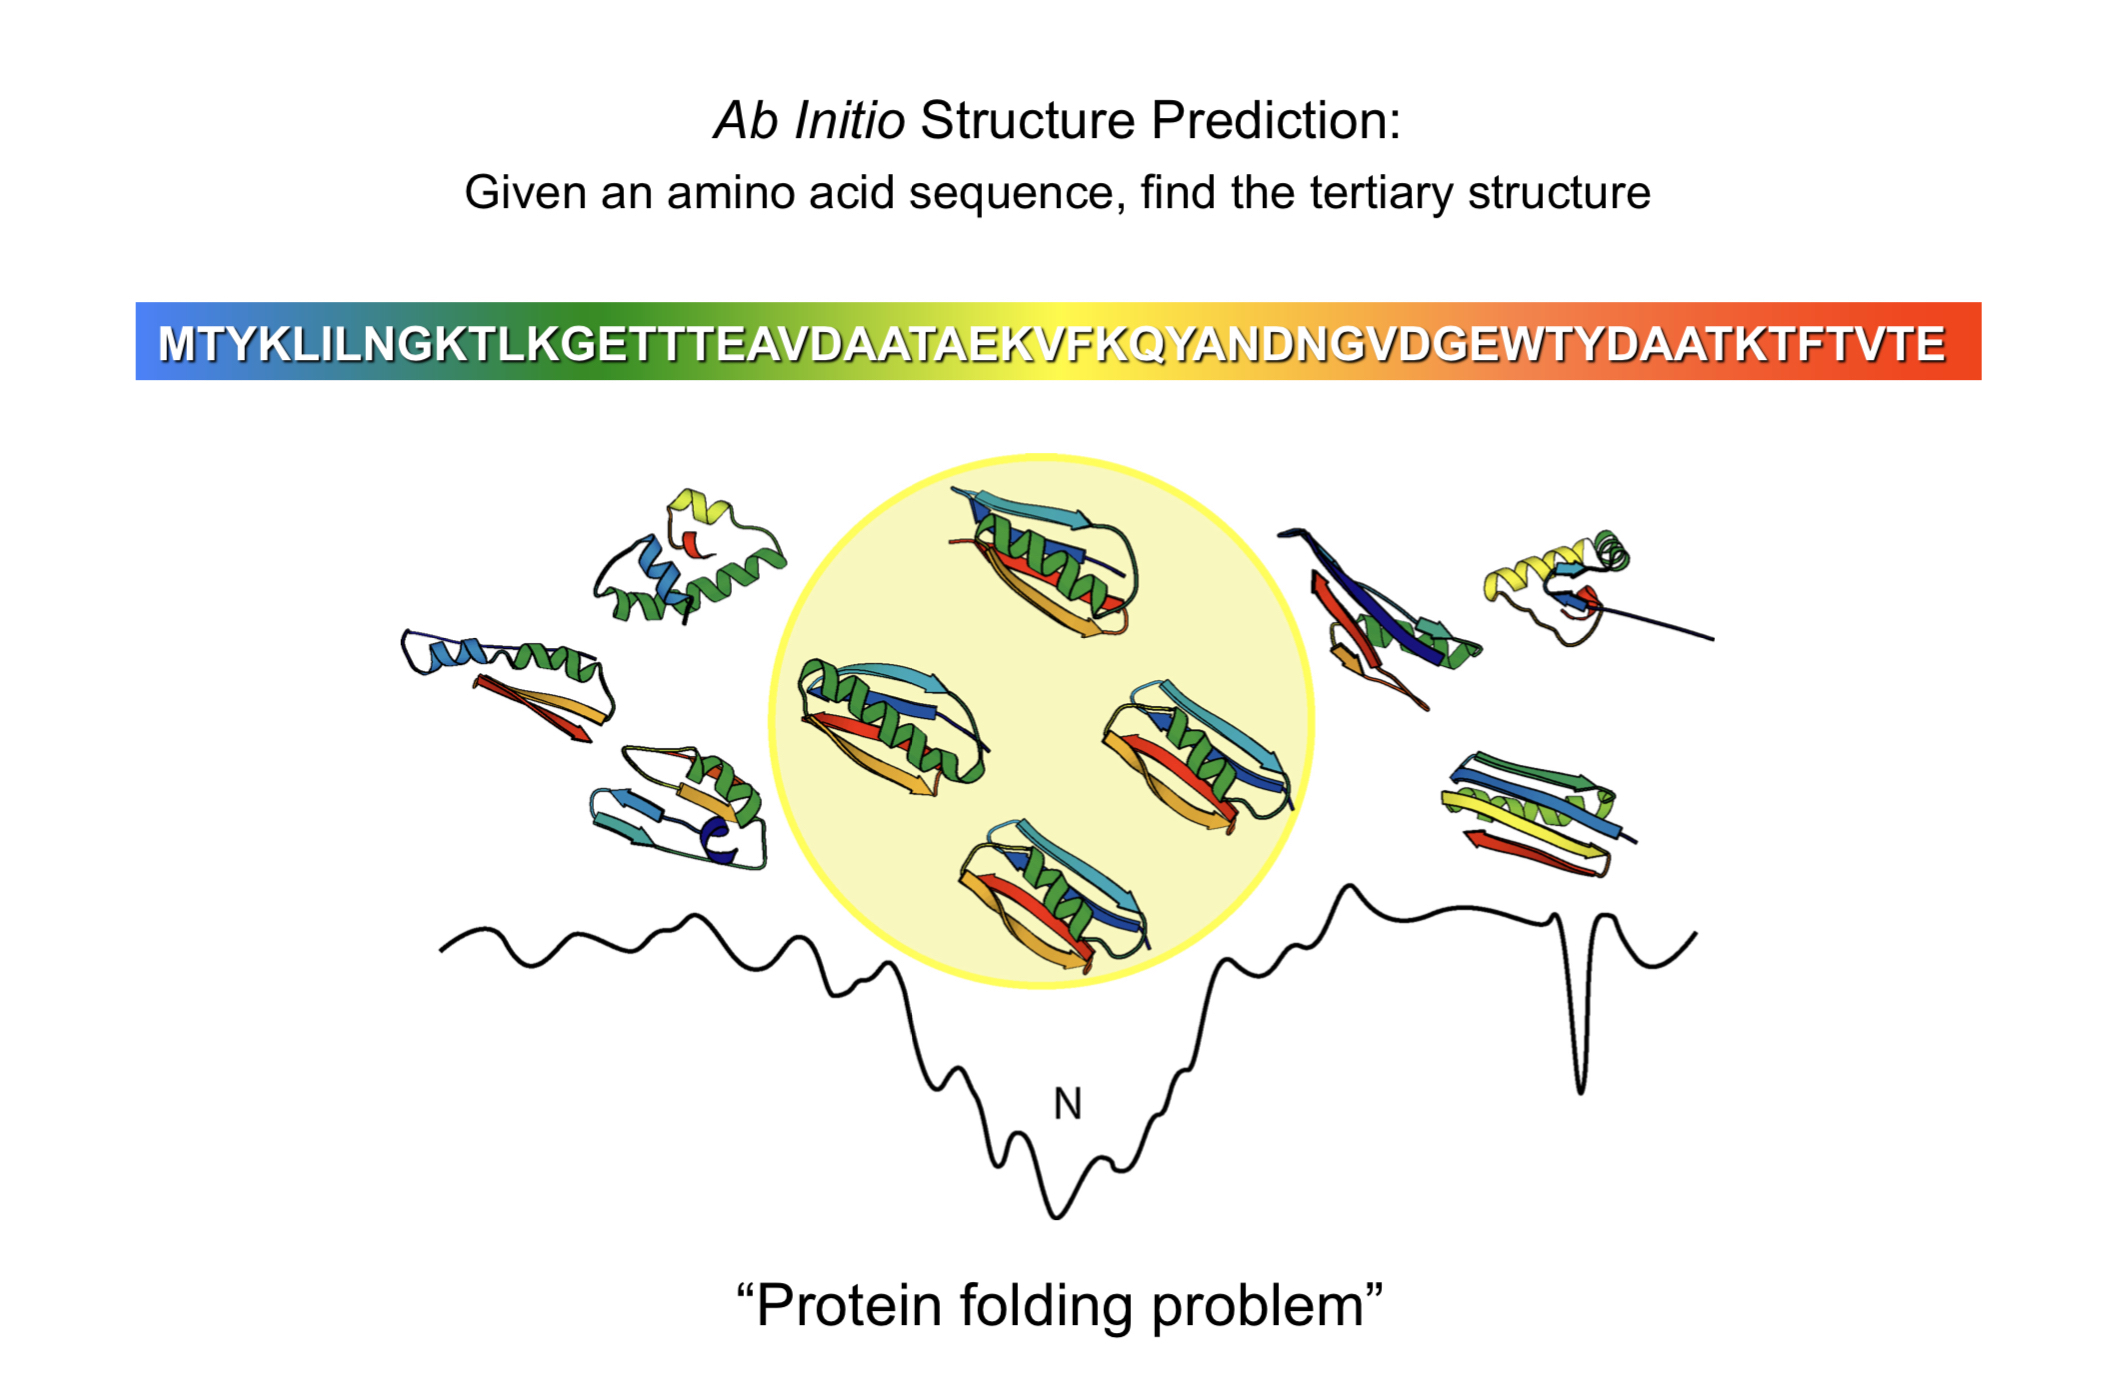 Ab Initio Structure Prediction:
Given an amino acid sequence, find the tertiary structure
MTYKLILNGKTLKGETTTEAVDAATAEKVFKQYANDNGVDGEWTYDAATKTFTVTE
N
“Protein folding problem”